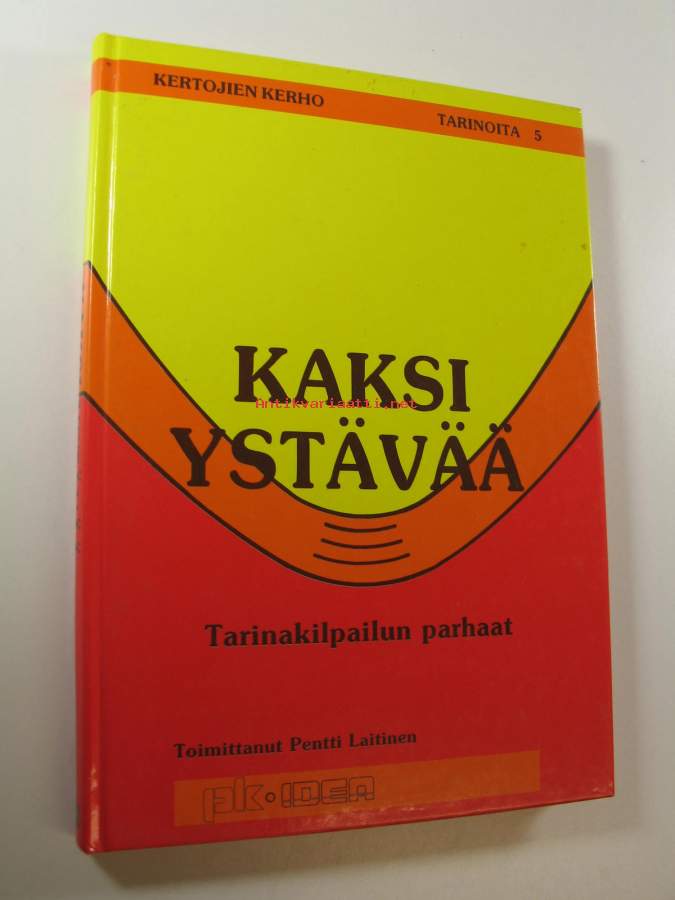 KERTOJIEN KERHO
TARINOITA 5
KAKSI
Antikvariaatti.net
YSTÄVÄÄ
Tarinakilpailun parhaat
Toimittanut Pentti Laitinen
pk·IDEA